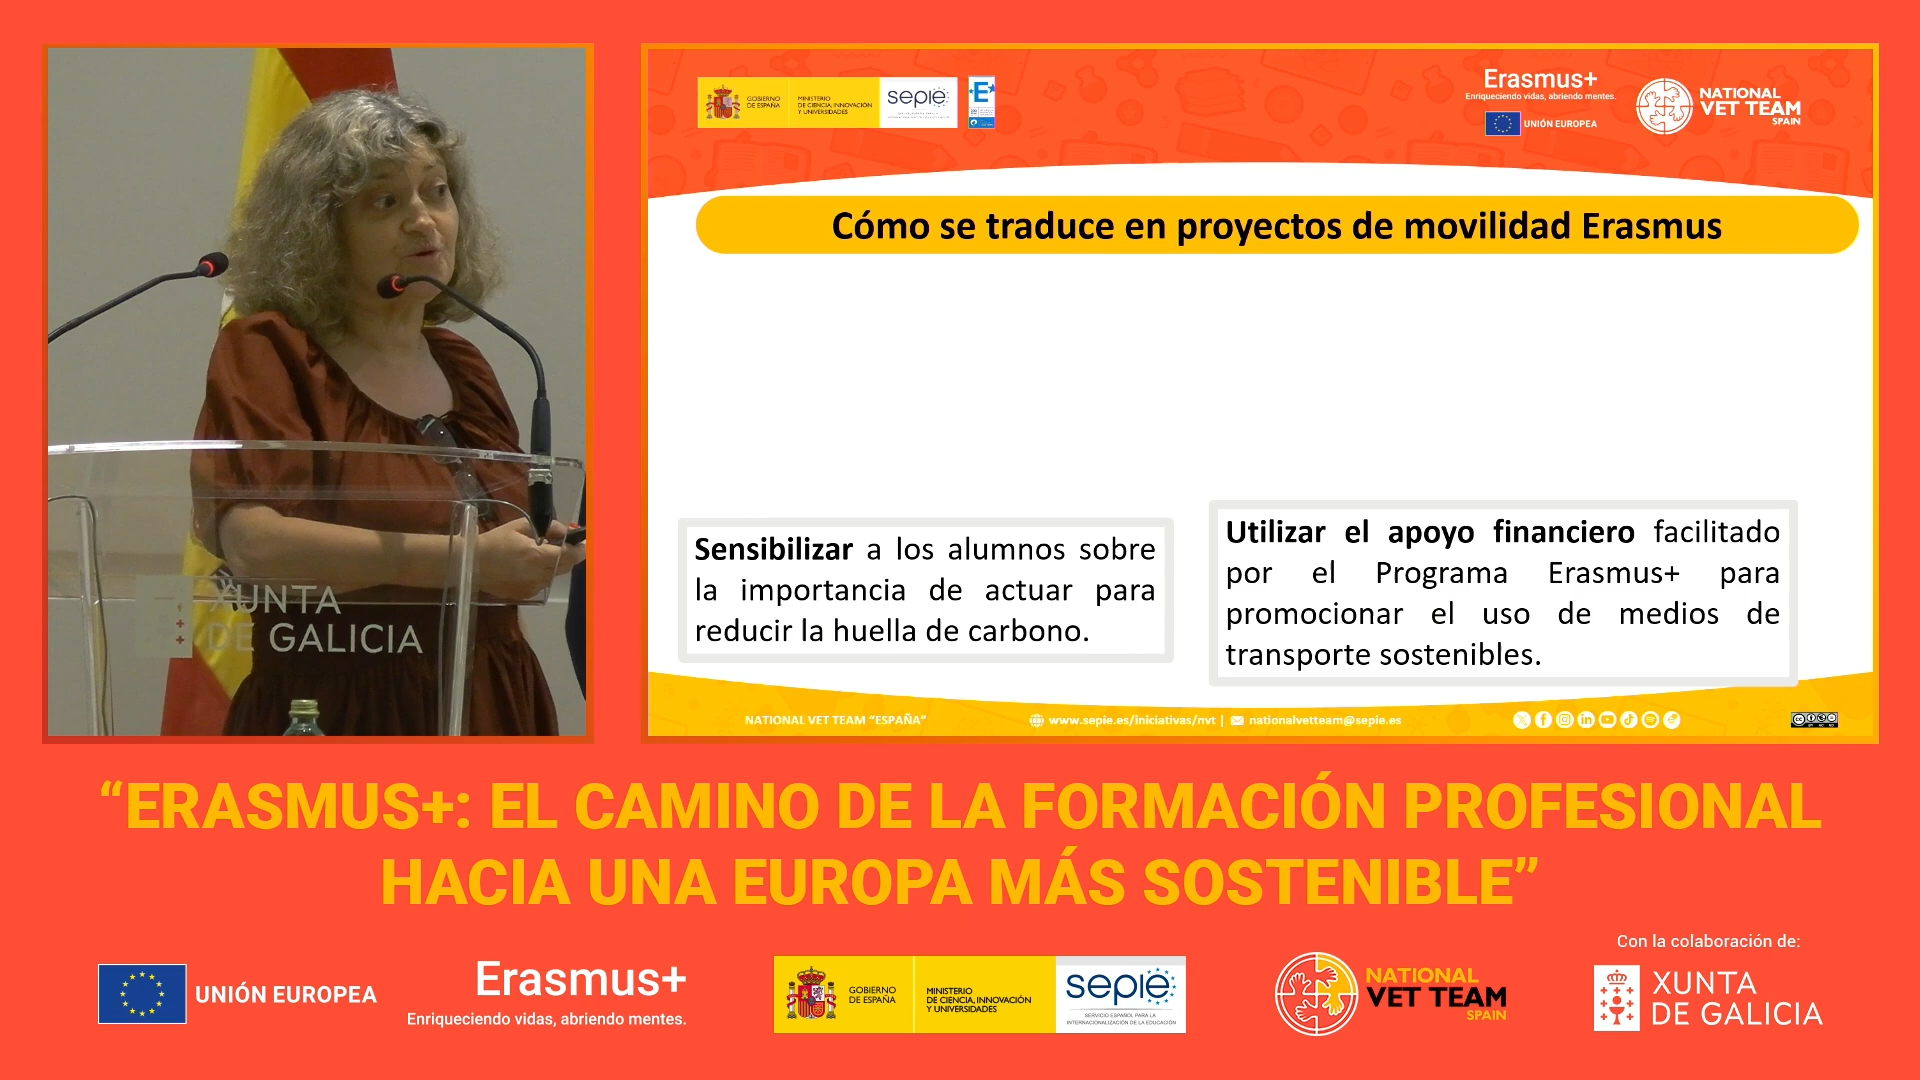 XUNTA
DE GALICIA
GOBIERNO
DE ESPAÑA
MINISTERIO
DE CIENCIA, INNOVACIÓN
Y UNIVERSIDADES
sepie
Erasmus+
Enriqueciendo vidas, abriendo mentes.
UNIÓN EUROPEA
NATIONAL
VET TEAM
SPAIN
Cómo se traduce en proyectos de movilidad Erasmus
Sensibilizar a los alumnos sobre
la importancia de actuar para
reducir la huella de carbono.
Utilizar el apoyo financiero facilitado
por el Programa Erasmus+ para
promocionar el uso de medios de
transporte sostenibles.
NATIONAL VET TEAM “ESPAÑA”
www.sepie.es/iniciativas/nvt | nationalvetteam@sepie.es
“ERASMUS+: EL CAMINO DE LA FORMACIÓN PROFESIONAL
HACIA UNA EUROPA MÁS SOSTENIBLE”
UNIÓN EUROPEA
Erasmus+
Enriqueciendo vidas, abriendo mentes.
GOBIERNO
DE ESPAÑA
MINISTERIO
DE CIENCIA, INNOVACIÓN
Y UNIVERSIDADES
sepie
SERVICIO ESPAÑOL PARA LA
INTERNACIONALIZACIÓN DE LA EDUCACIÓN
NATIONAL
VET TEAM
SPAIN
Con la colaboración de:
XUNTA
DE GALICIA